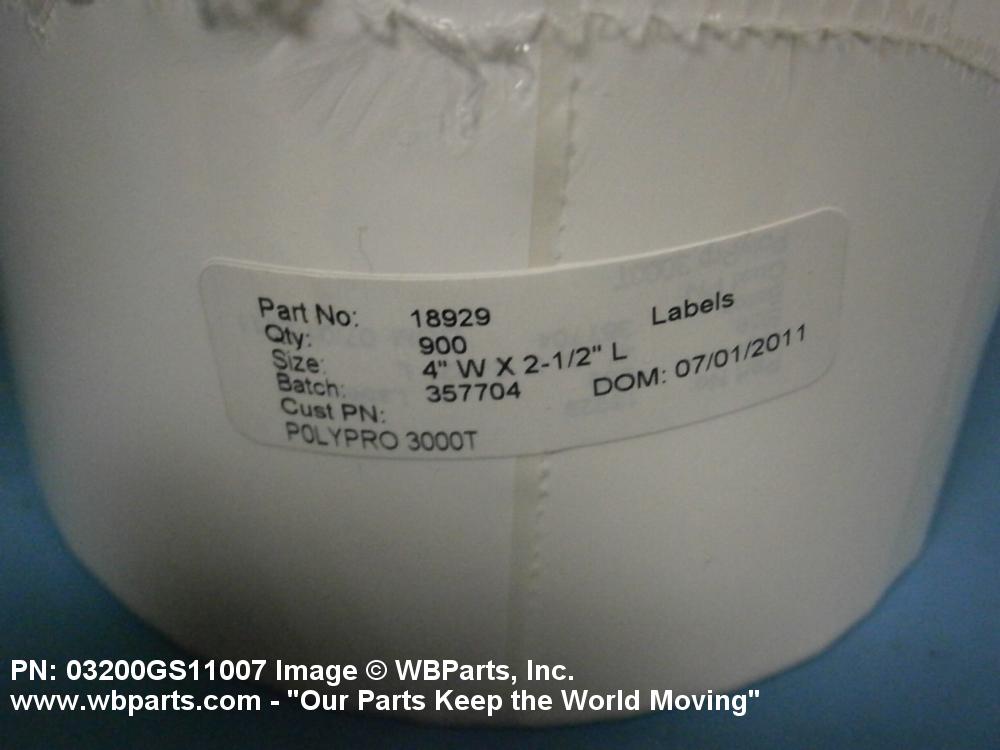 Part No: 18929 Labels
Qty: 900
Size: 4" W X 2-1/2" L
Batch: 357704 DOM: 07/01/2011
Cust PN:
POLYPRO 3000T
PN: 03200GS11007 Image © WBParts, Inc.
www.wbparts.com - "Our Parts Keep the World Moving"